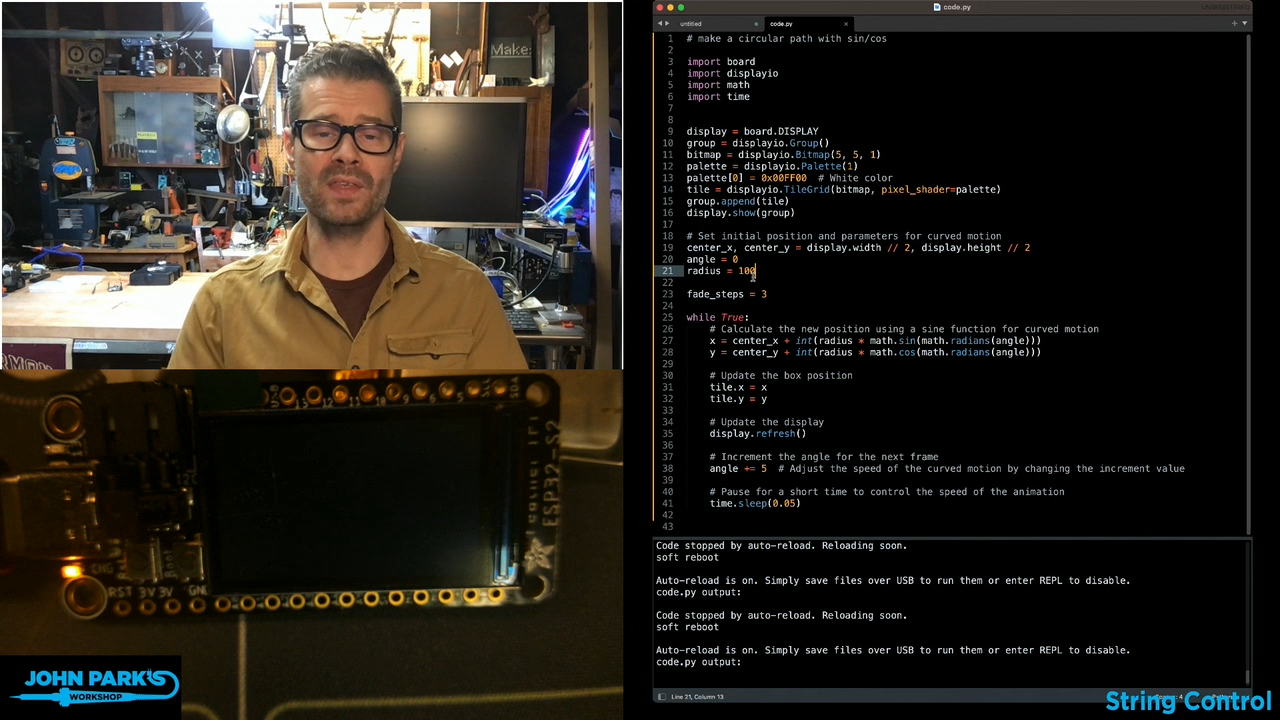 Make:
JOHN PARK'S
WORKSHOP
RST 3V 3V GN
ESP32-S2
code.py
untitled
code.py
1 # make a circular path with sin/cos
2
3 import board
4 import displayio
5 import math
6 import time
7
8
9 display = board.DISPLAY
10 group = displayio.Group()
11 bitmap = displayio.Bitmap(5, 5, 1)
12 palette = displayio.Palette(1)
13 palette[0] = 0x00FF00  # White color
14 tile = displayio.TileGrid(bitmap, pixel_shader=palette)
15 group.append(tile)
16 display.show(group)
17
18 # Set initial position and parameters for curved motion
19 center_x, center_y = display.width // 2, display.height // 2
20 angle = 0
21 radius = 100
22
23 fade_steps = 3
24
25 while True:
26     # Calculate the new position using a sine function for curved motion
27     x = center_x + int(radius * math.sin(math.radians(angle)))
28     y = center_y + int(radius * math.cos(math.radians(angle)))
29
30     # Update the box position
31     tile.x = x
32     tile.y = y
33
34     # Update the display
35     display.refresh()
36
37     # Increment the angle for the next frame
38     angle += 5  # Adjust the speed of the curved motion by changing the increment value
39
40     # Pause for a short time to control the speed of the animation
41     time.sleep(0.05)
42
43
Code stopped by auto-reload. Reloading soon.
soft reboot
Auto-reload is on. Simply save files over USB to run them or enter REPL to disable.
code.py output:
Code stopped by auto-reload. Reloading soon.
soft reboot
Auto-reload is on. Simply save files over USB to run them or enter REPL to disable.
code.py output:
Line 21, Column 13
String Control